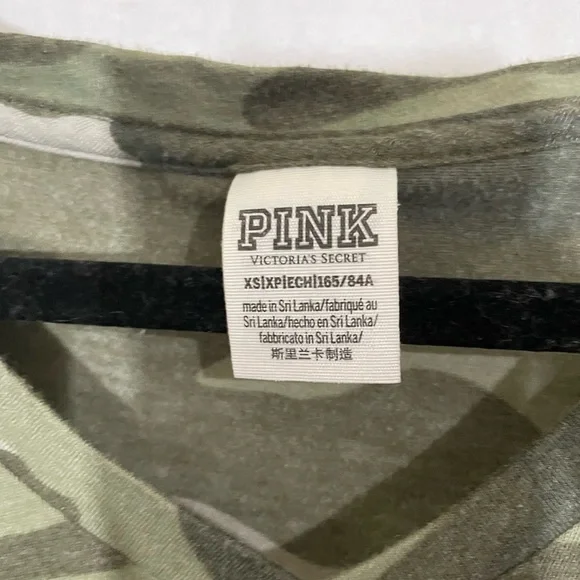 PINK
VICTORIA'S SECRET
XS|XP|ECH|165/84A
made in Sri Lanka/fabriqué au
Sri Lanka/hecho en Sri Lanka/
fabbricato in Sri Lanka/
斯里兰卡制造